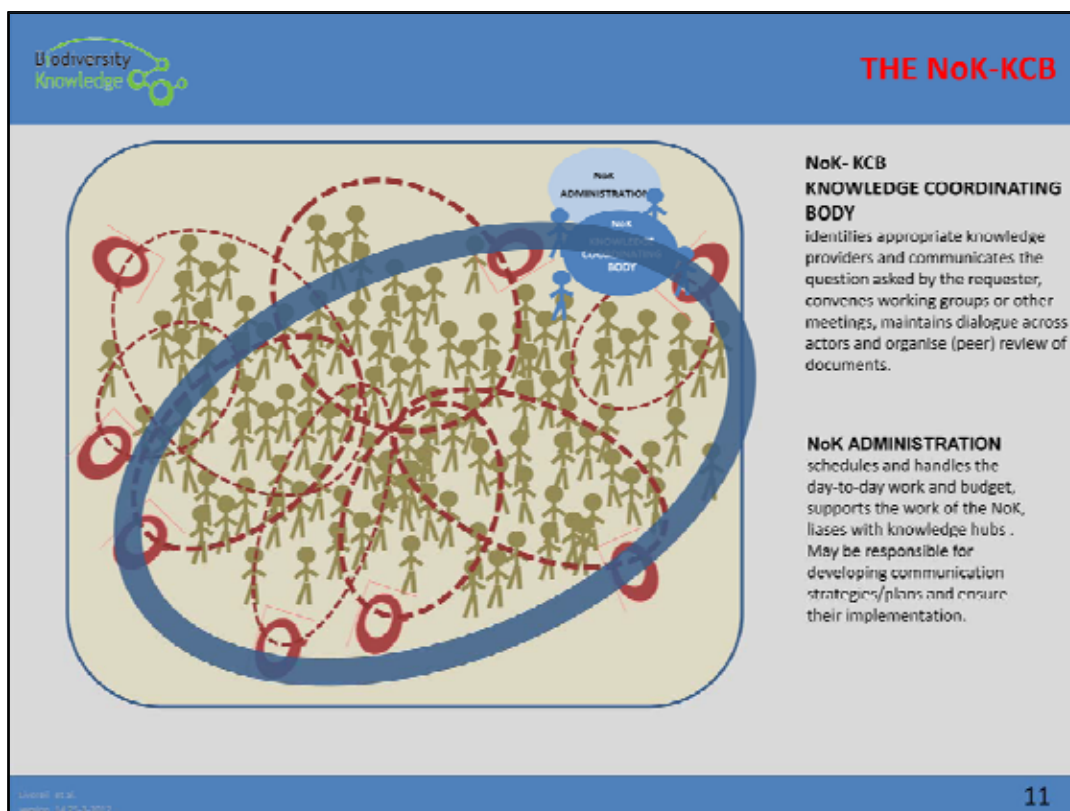 Biodiversity
Knowledge
THE NoK-KCB
NoK
ADMINISTRATION
NoK
KNOWLEDGE
COORDINATING
BODY
NoK- KCB
KNOWLEDGE COORDINATING
BODY
identifies appropriate knowledge
providers and communicates the
question asked by the requester,
convenes working groups or other
meetings, maintains dialogue across
actors and organise (peer) review of
documents.
NoK ADMINISTRATION
schedules and handles the
day-to-day work and budget,
supports the work of the NoK,
liases with knowledge hubs .
May be responsible for
developing communication
strategies/plans and ensure
their implementation.
et al.
version
11